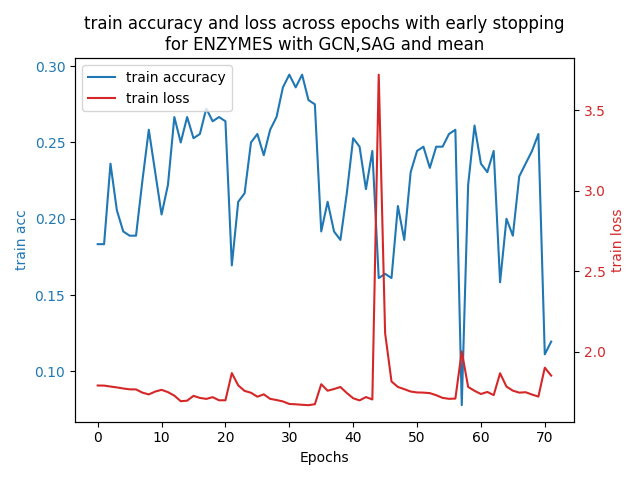 train accuracy and loss across epochs with early stopping
for ENZYMES with GCN,SAG and mean
train accuracy
train loss
0.30
0.25
0.20
0.15
0.10
train acc
3.5
3.0
2.5
2.0
train loss
0 10 20 30 40 50 60 70
Epochs